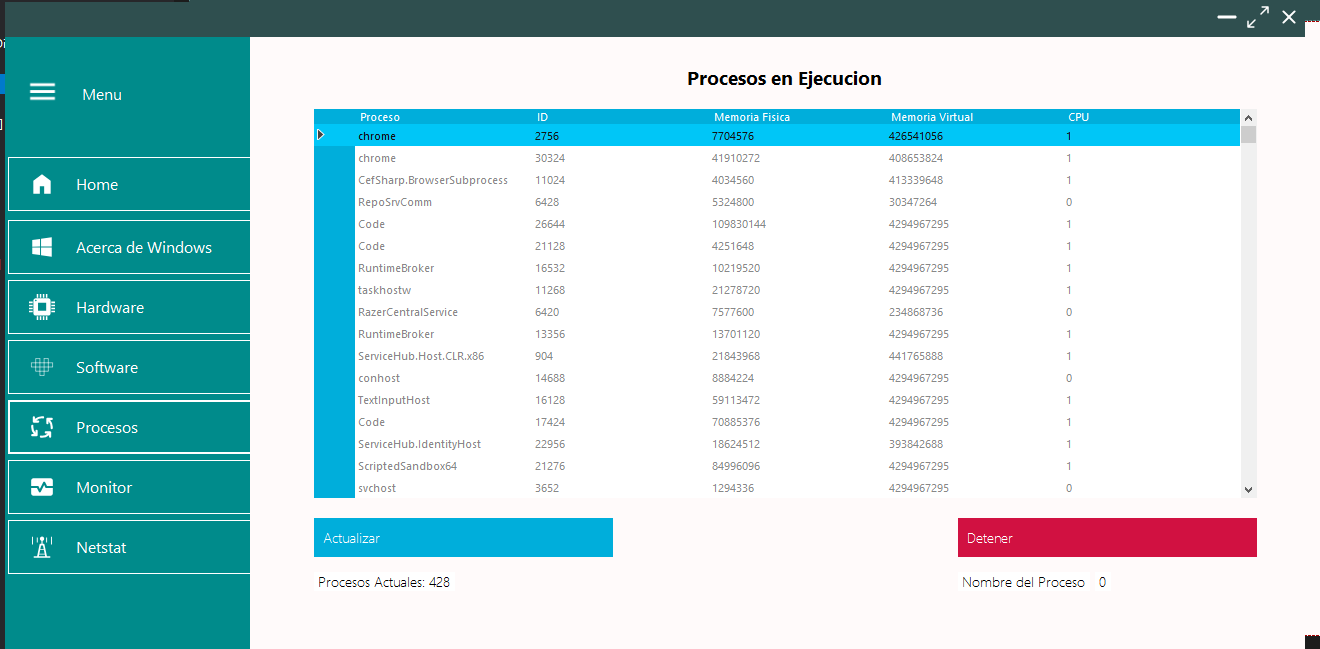 Menu
Home
Acerca de Windows
Hardware
Software
Procesos
Monitor
Netstat
Procesos en Ejecucion
Proceso ID Memoria Fisica Memoria Virtual CPU
chrome 2756 7704576 426541056 1
chrome 30324 41910272 408653824 1
CefSharp.BrowserSubprocess 11024 4034560 413339648 1
RepoSrvComm 6428 5324800 30347264 0
Code 26644 109830144 4294967295 1
Code 21128 4251648 4294967295 1
RuntimeBroker 16532 10219520 4294967295 1
taskhostw 11268 21278720 4294967295 1
RazerCentralService 6420 7577600 234868736 0
RuntimeBroker 13356 13701120 4294967295 1
ServiceHub.Host.CLR.x86 904 21843968 441765888 1
conhost 14688 8884224 4294967295 0
TextInputHost 16128 59113472 4294967295 1
Code 17424 70885376 4294967295 1
ServiceHub.IdentityHost 22956 18624512 393842688 1
ScriptedSandbox64 21276 84996096 4294967295 1
svchost 3652 1294336 4294967295 0
Actualizar Detener
Procesos Actuales: 428 Nombre del Proceso 0